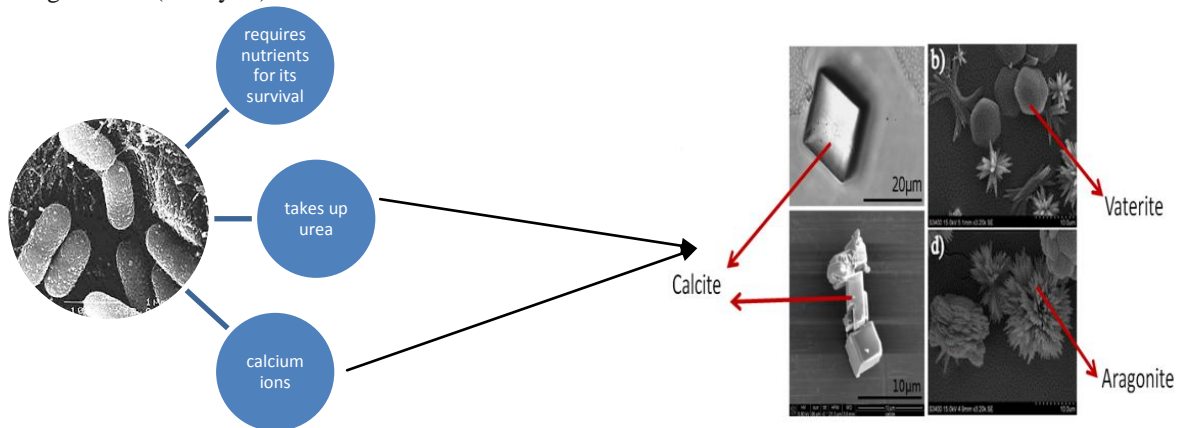 requires
nutrients
for its
survival
takes up
urea
calcium
ions
Calcite
20µm
10µm
b)
Vaterite
d)
Aragonite